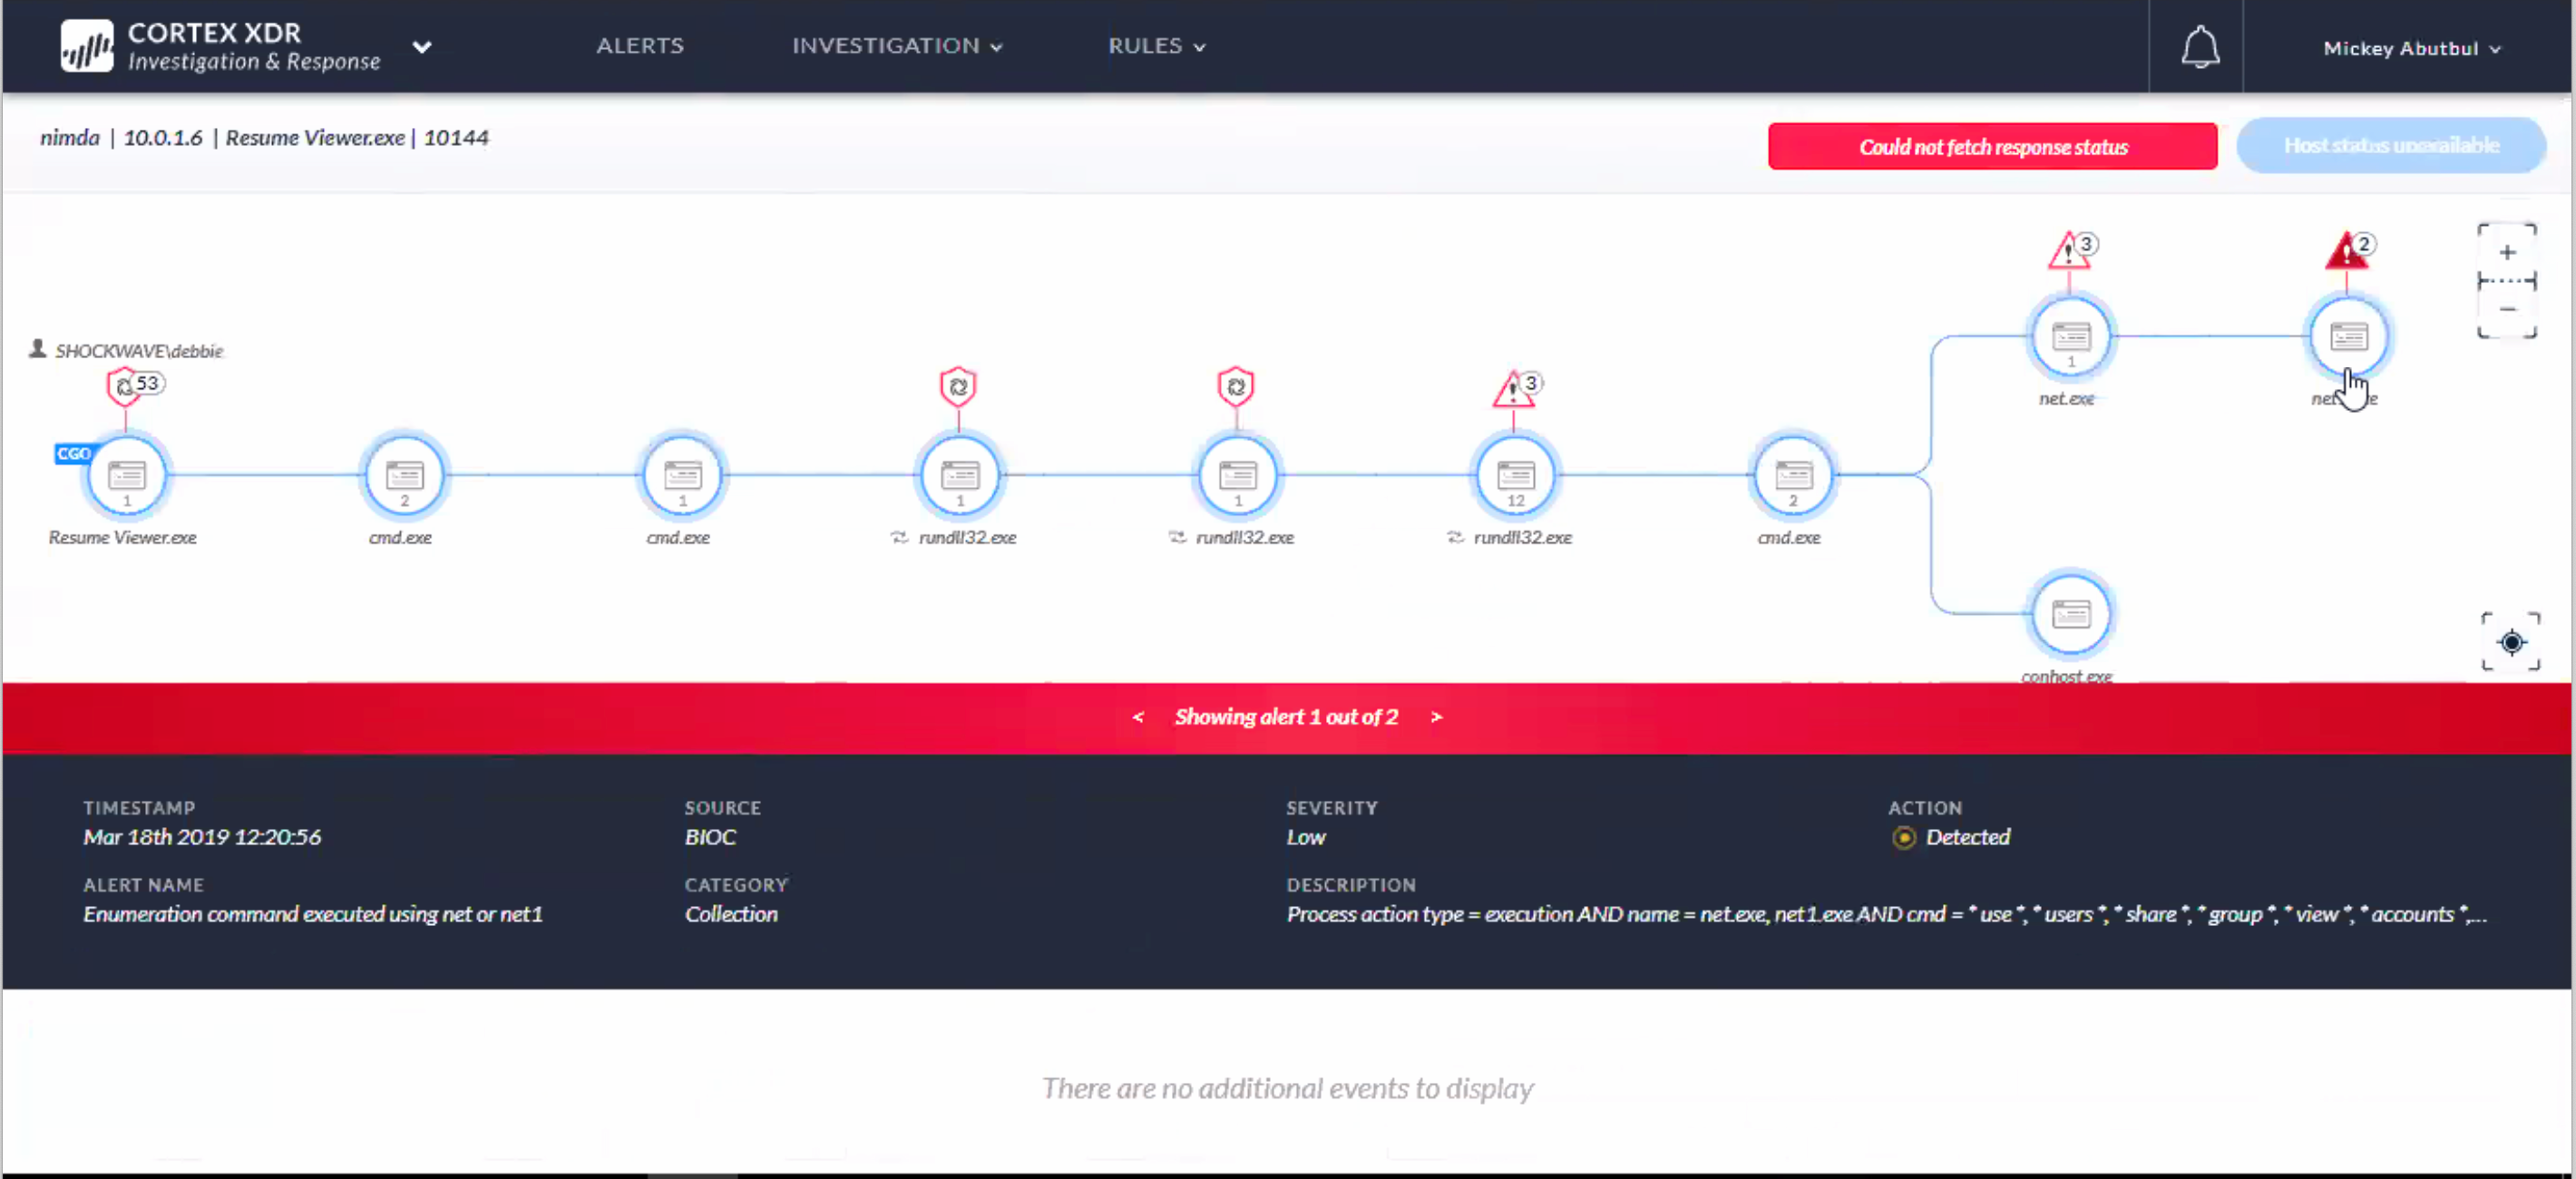 CORTEX XDR
Investigation & Response
ALERTS
INVESTIGATION
RULES
Mickey Abutbul
nimda | 10.0.1.6 | Resume Viewer.exe | 10144
Could not fetch response status
Host status unavailable
3
2
SHOCKWAVE\debbie
53
3
1
net.exe
CGO
1
2
1
1
1
12
2
Resume Viewer.exe
cmd.exe
cmd.exe
rundll32.exe
rundll32.exe
rundll32.exe
cmd.exe
conhost.exe
< Showing alert 1 out of 2 >
TIMESTAMP
Mar 18th 2019 12:20:56
SOURCE
BIOC
SEVERITY
Low
ACTION
Detected
ALERT NAME
Enumeration command executed using net or net1
CATEGORY
Collection
DESCRIPTION
Process action type = execution AND name = net.exe, net1.exe AND cmd = * use *, * users *, * share *, * group *, * view *, * accounts *,...
There are no additional events to display